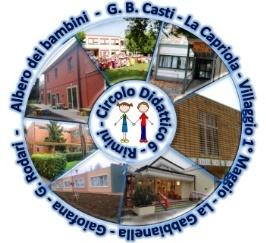 Albero dei bambini - G. B. Casti - La Capriola - Villaggio 1° Maggio - La Gabbianella - Gaiofana - G. Rodari -
Circolo Didattico 6 - Rimini -